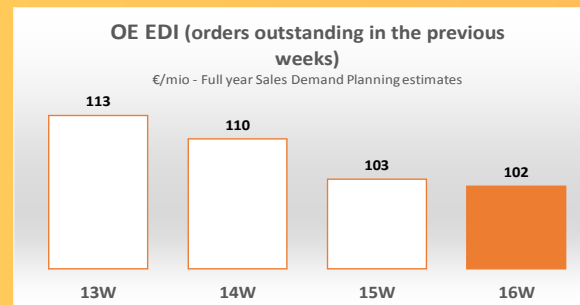 OE EDI (orders outstanding in the previous
weeks)
€/mio - Full year Sales Demand Planning estimates
113
110
103
102
13W
14W
15W
16W